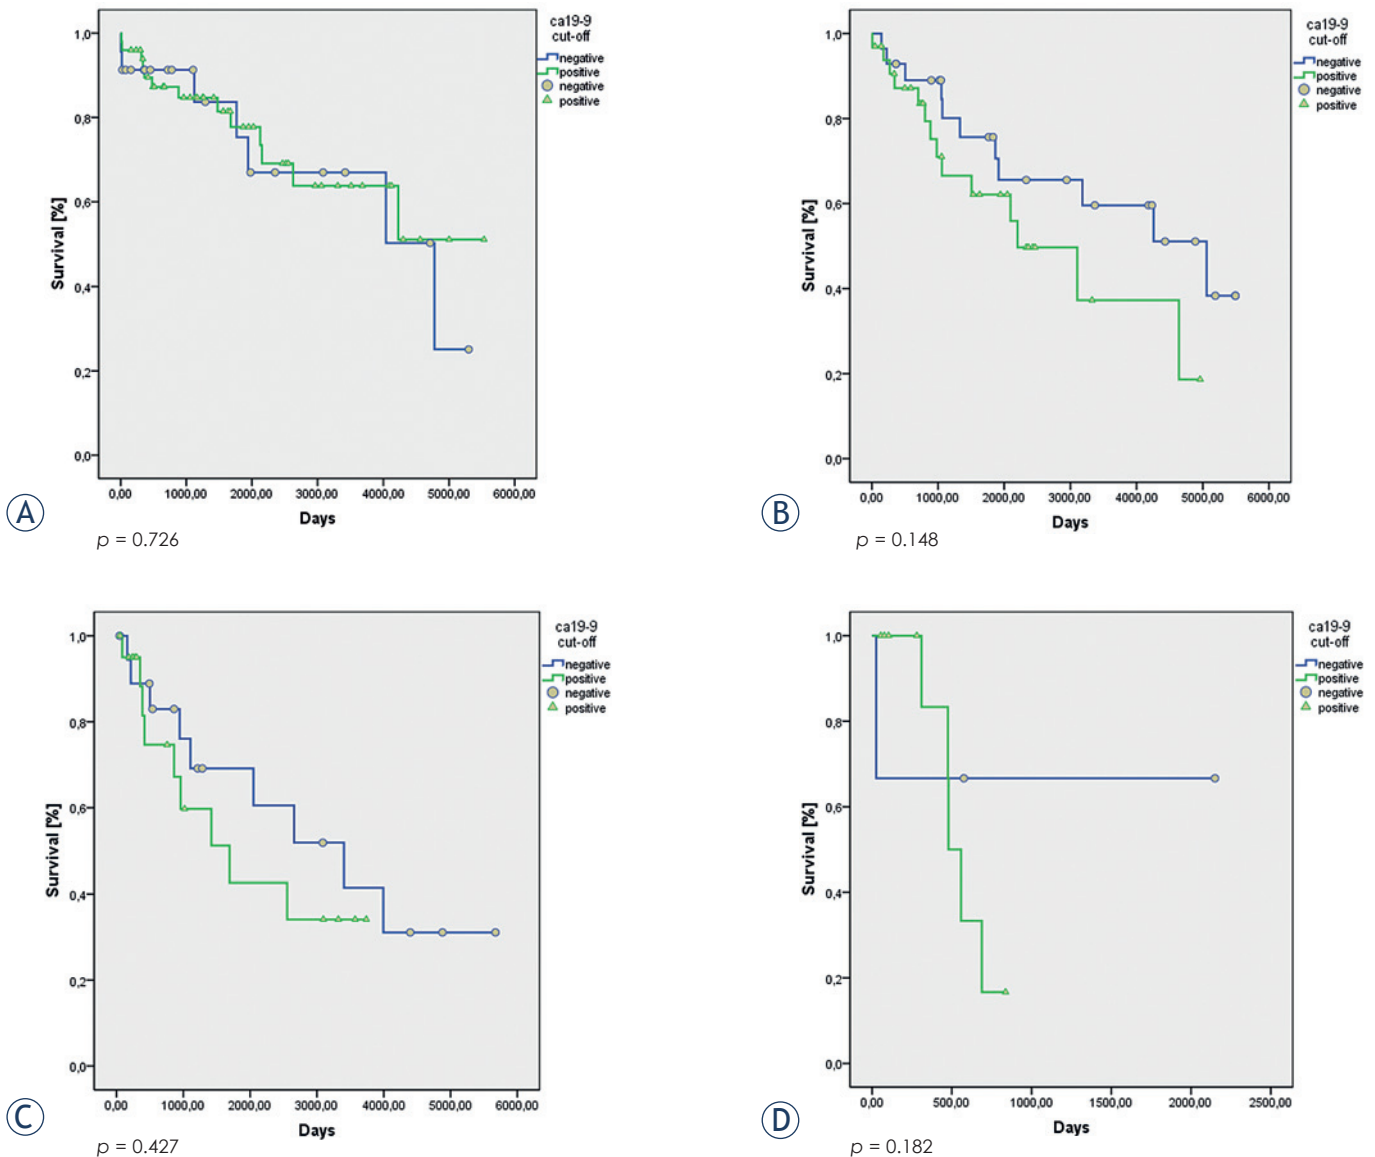 ca19-9
cut-off
negative
positive
negative
positive
Survival [%]
1,0
0,8
0,6
0,4
0,2
0,0
0,00 1000,00 2000,00 3000,00 4000,00 5000,00 6000,00
Days
A
p = 0.726
ca19-9
cut-off
negative
positive
negative
positive
Survival [%]
1,0
0,8
0,6
0,4
0,2
0,0
0,00 1000,00 2000,00 3000,00 4000,00 5000,00 6000,00
Days
B
p = 0.148
ca19-9
cut-off
negative
positive
negative
positive
Survival [%]
1,0
0,8
0,6
0,4
0,2
0,0
0,00 1000,00 2000,00 3000,00 4000,00 5000,00 6000,00
Days
C
p = 0.427
ca19-9
cut-off
negative
positive
negative
positive
Survival [%]
1,0
0,8
0,6
0,4
0,2
0,0
0,00 500,00 1000,00 1500,00 2000,00 2500,00
Days
D
p = 0.182